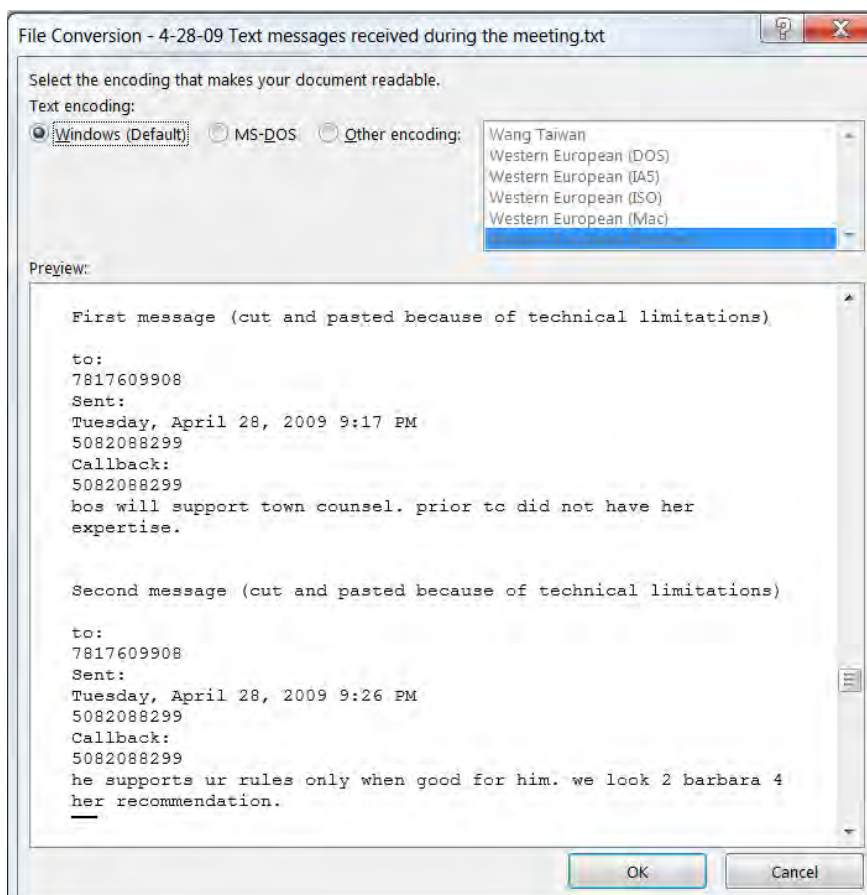 File Conversion - 4-28-09 Text messages received during the meeting.txt
Select the encoding that makes your document readable.
Text encoding:
Windows (Default) MS-DOS Other encoding:
Wang Taiwan
Western European (DOS)
Western European (IA5)
Western European (ISO)
Western European (Mac)
Preview:
First message (cut and pasted because of technical limitations)
to:
7817609908
Sent:
Tuesday, April 28, 2009 9:17 PM
5082088299
Callback:
5082088299
bos will support town counsel. prior tc did not have her
expertise.
Second message (cut and pasted because of technical limitations)
to:
7817609908
Sent:
Tuesday, April 28, 2009 9:26 PM
5082088299
Callback:
5082088299
he supports ur rules only when good for him. we look 2 barbara 4
her recommendation.
OK Cancel